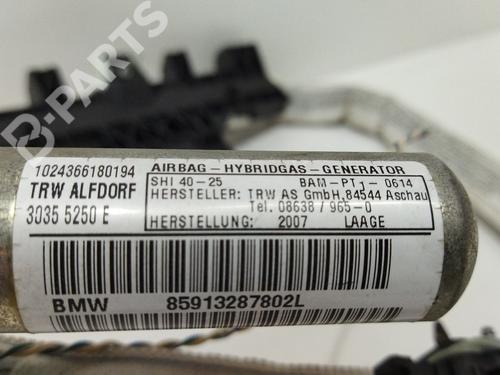 B-PARTS
1024366180194
TRW ALFDORF
3035 5250 E
AIRBAG-HYBRIDGAS-GENERATOR
SHI 40-25 BAM-PT1-0614
HERSTELLER: TRW AS GmbH, 84544 Aschau
Tel. 08638/965-0
HERSTELLUNG: 2007 LAAGE
BMW 85913287802L